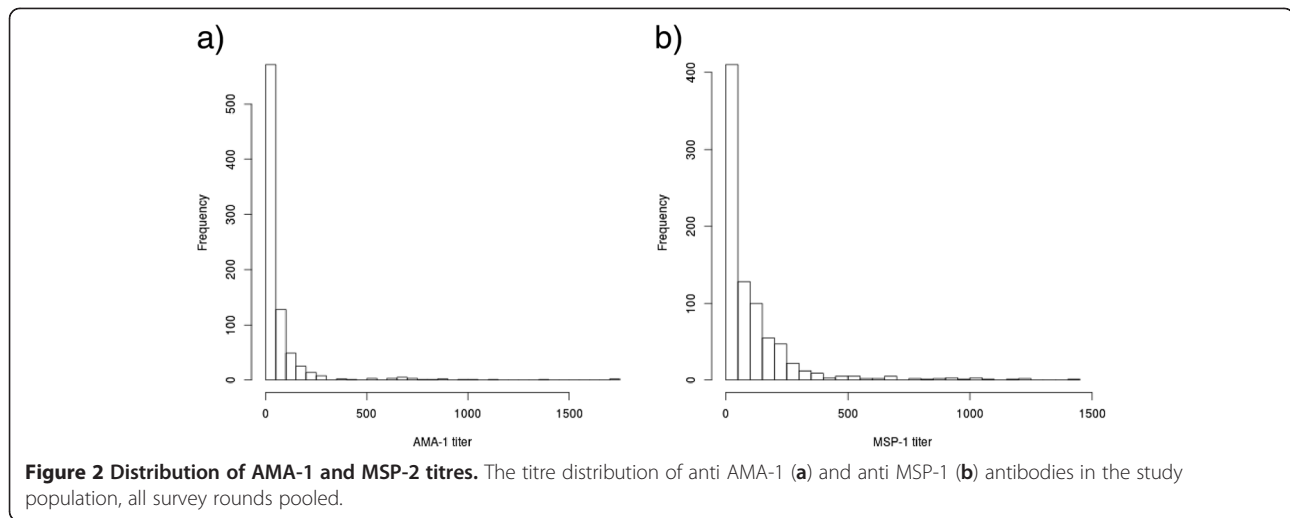 a)
500
400
300
200
100
0
Frequency
0 500 1000 1500
AMA-1 titer
b)
400
300
200
100
0
Frequency
0 500 1000 1500
MSP-1 titer
Figure 2 Distribution of AMA-1 and MSP-2 titres. The titre distribution of anti AMA-1 (a) and anti MSP-1 (b) antibodies in the study
population, all survey rounds pooled.